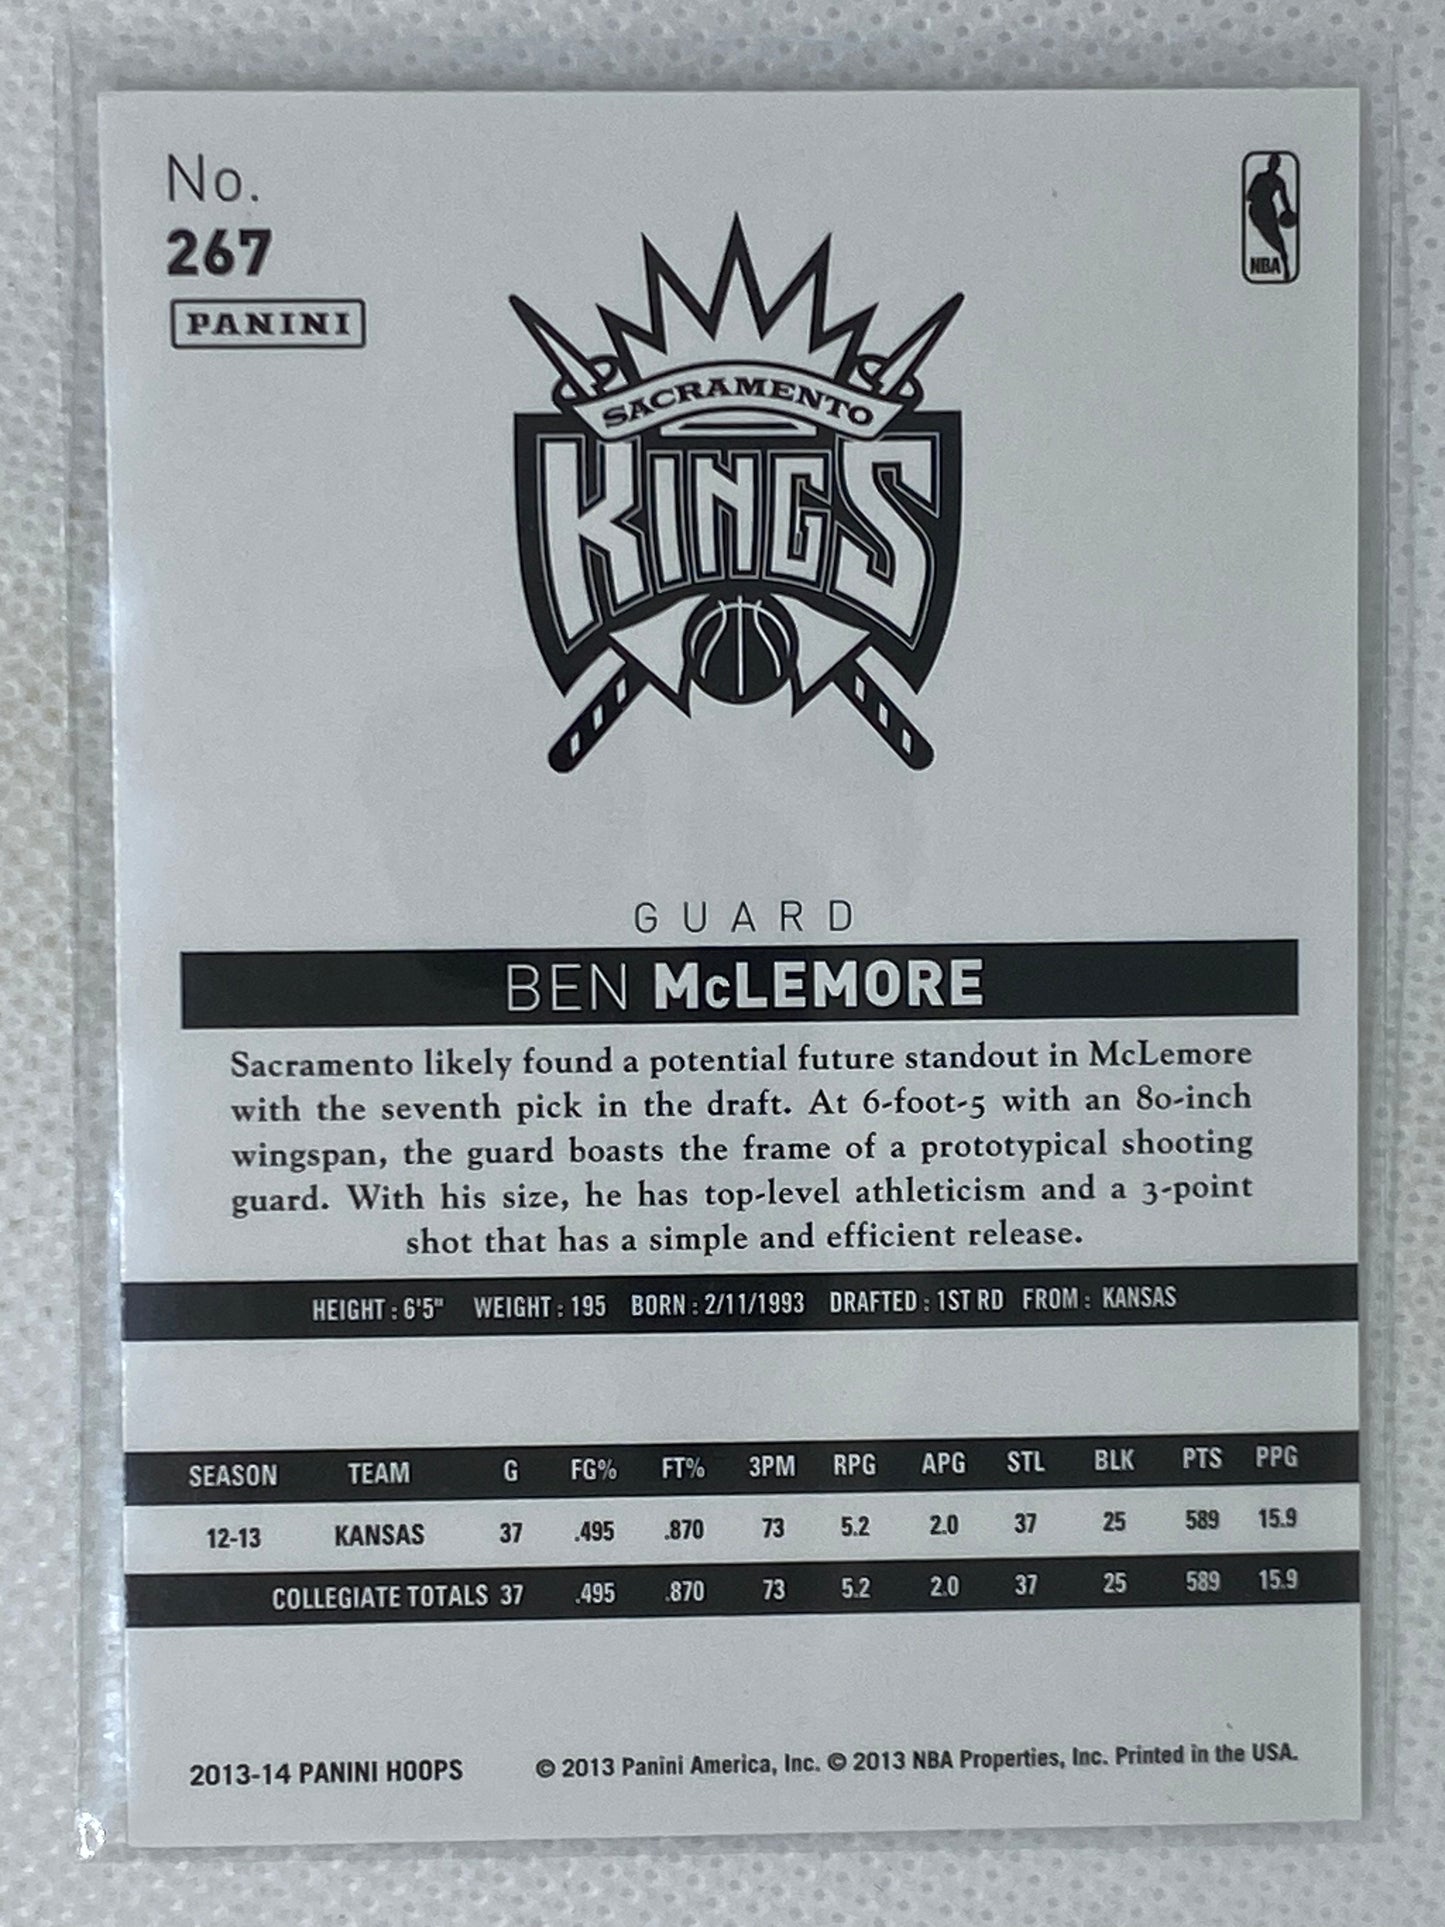 No.
267
PANINI
NBA
SACRAMENTO
KINGS
GUARD
BEN McLEMORE
Sacramento likely found a potential future standout in McLemore
with the seventh pick in the draft. At 6-foot-5 with an 80-inch
wingspan, the guard boasts the frame of a prototypical shooting
guard. With his size, he has top-level athleticism and a 3-point
shot that has a simple and efficient release.
HEIGHT : 6'5" WEIGHT : 195 BORN : 2/11/1993 DRAFTED : 1ST RD FROM : KANSAS
SEASON TEAM G FG% FT% 3PM RPG APG STL BLK PTS PPG
12-13 KANSAS 37 .495 .870 73 5.2 2.0 37 25 589 15.9
COLLEGIATE TOTALS 37 .495 .870 73 5.2 2.0 37 25 589 15.9
2013-14 PANINI HOOPS © 2013 Panini America, Inc. © 2013 NBA Properties, Inc. Printed in the USA.